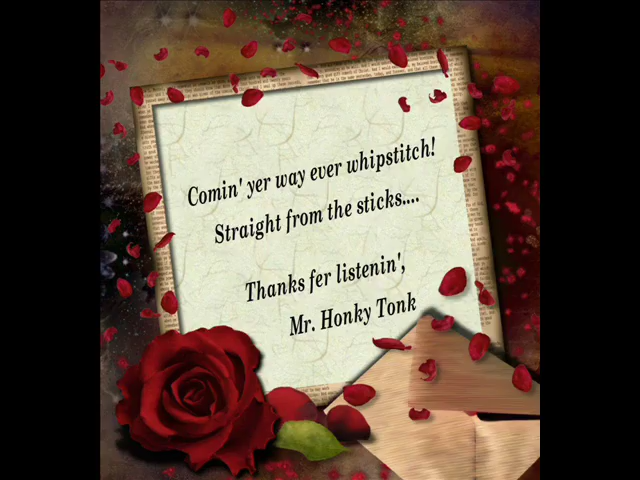 Comin' yer way ever whipstitch!
Straight from the sticks....
Thanks fer listenin',
Mr. Honky Tonk